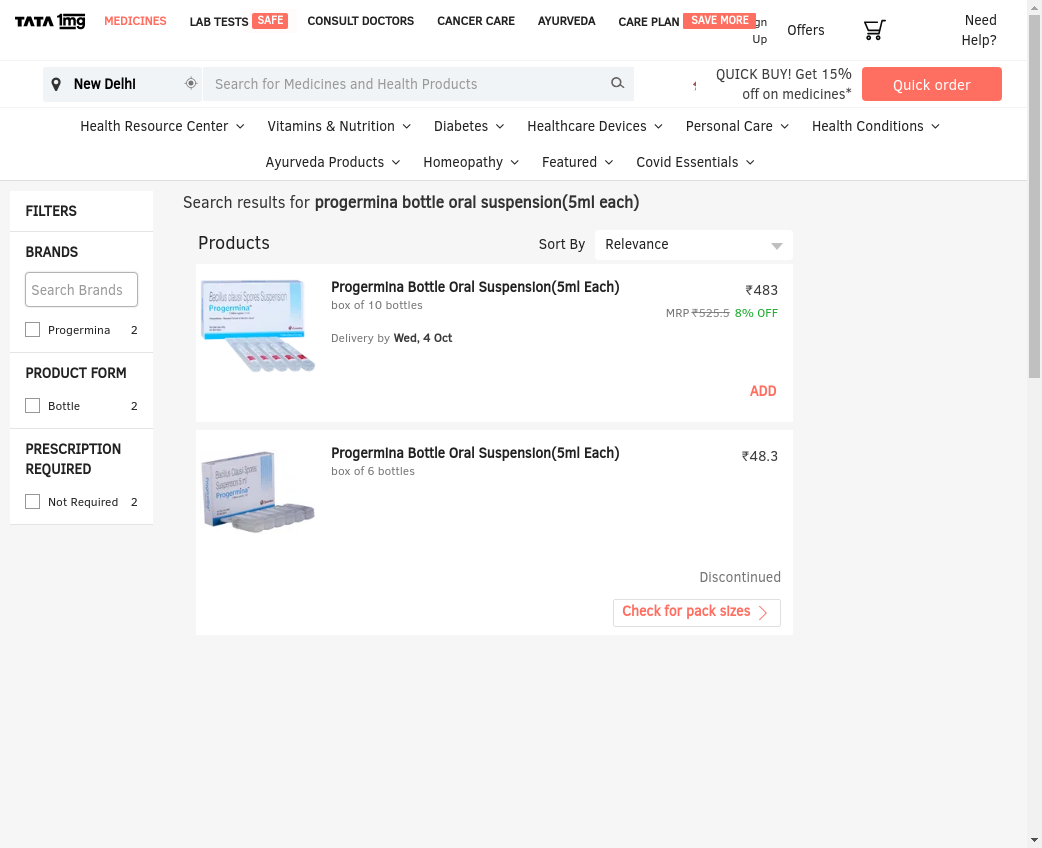 TATA 1mg
MEDICINES
LAB TESTS SAFE
CONSULT DOCTORS
CANCER CARE
AYURVEDA
CARE PLAN SAVE MORE
Up
Offers
Need
Help?
New Delhi
Search for Medicines and Health Products
QUICK BUY! Get 15%
off on medicines*
Quick order
Health Resource Center
Vitamins & Nutrition
Diabetes
Healthcare Devices
Personal Care
Health Conditions
Ayurveda Products
Homeopathy
Featured
Covid Essentials
FILTERS
BRANDS
Search Brands
Progermina 2
PRODUCT FORM
Bottle 2
PRESCRIPTION
REQUIRED
Not Required 2
Search results for progermina bottle oral suspension(5ml each)
Products
Sort By Relevance
Bacillus clausii Spores Suspension
Progermina
Progermina Bottle Oral Suspension(5ml Each)
box of 10 bottles
Delivery by Wed, 4 Oct
₹483
MRP ₹525.5 8% OFF
ADD
Bacillus Clausii Spores
Suspension 5 ml
Progermina
Progermina Bottle Oral Suspension(5ml Each)
box of 6 bottles
₹48.3
Discontinued
Check for pack sizes